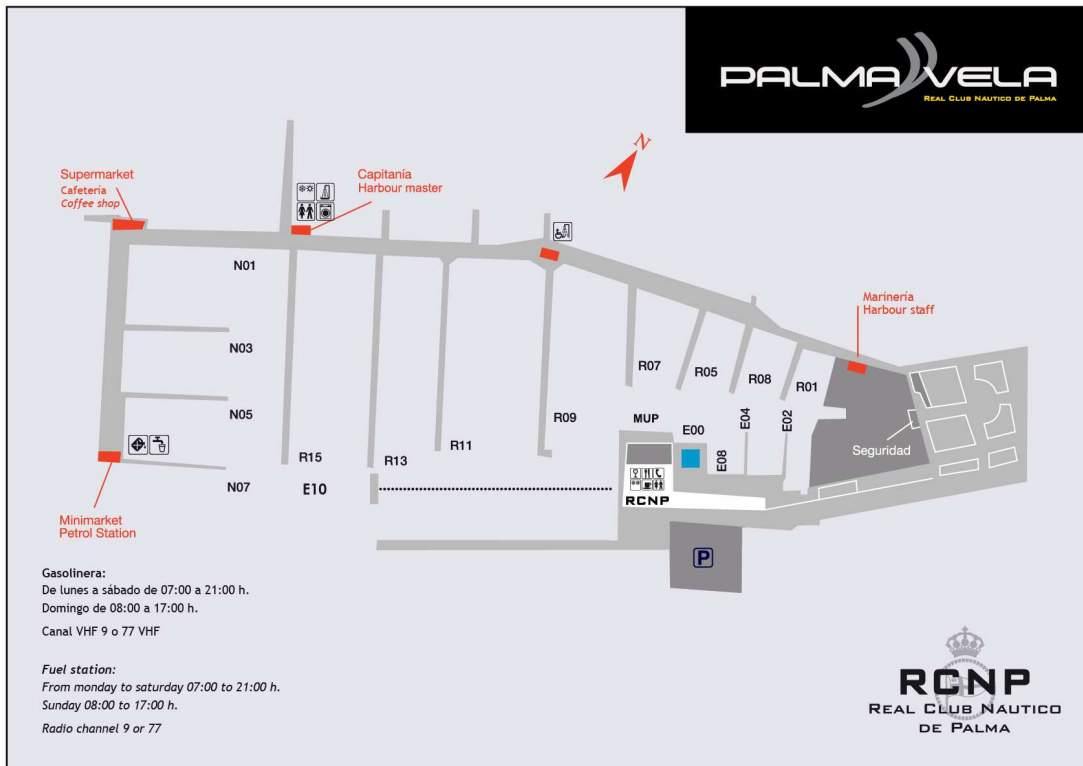 PALMA VELA
REAL CLUB NÁUTICO DE PALMA
N
Supermarket
Cafetería
Coffee shop
Capitanía
Harbour master
Marinería
Harbour staff
N01
N03
N05
N07
R15
E10
R13
R11
R09
R07
R05
R08
R01
MUP
E00
E04
E02
E08
Seguridad
RCNP
P
Minimarket
Petrol Station
Gasolinera:
De lunes a sábado de 07:00 a 21:00 h.
Domingo de 08:00 a 17:00 h.
Canal VHF 9 o 77 VHF
Fuel station:
From monday to saturday 07:00 to 21:00 h.
Sunday 08:00 to 17:00 h.
Radio channel 9 or 77
RCNP
REAL CLUB NÁUTICO
DE PALMA